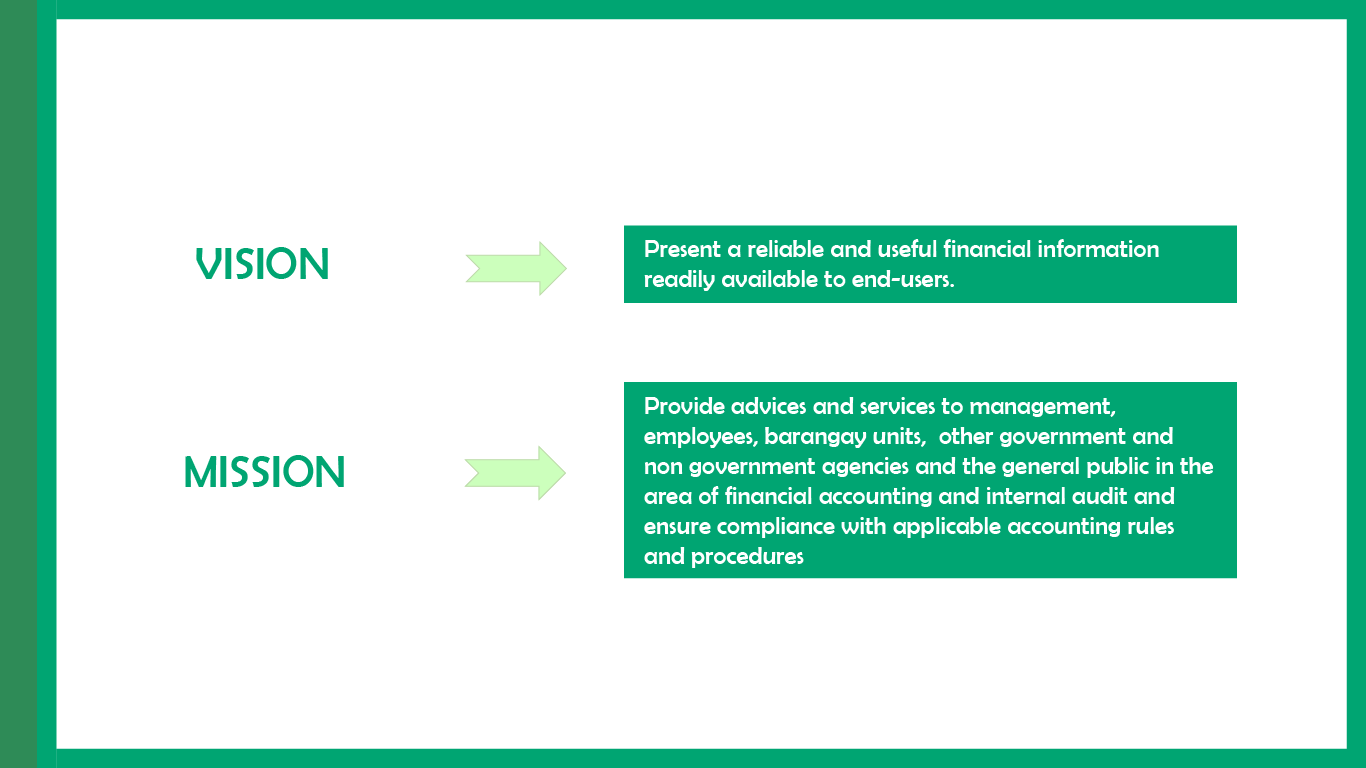 VISION
Present a reliable and useful financial information
readily available to end-users.
MISSION
Provide advices and services to management,
employees, barangay units,  other government and
non government agencies and the general public in the
area of financial accounting and internal audit and
ensure compliance with applicable accounting rules
and procedures